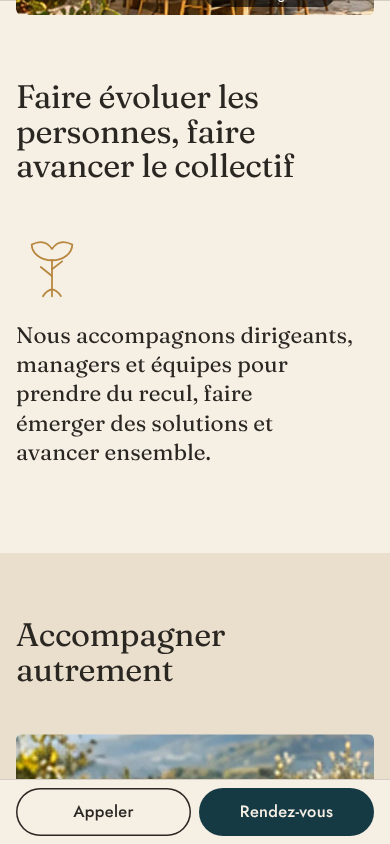 Faire évoluer les
personnes, faire
avancer le collectif
Nous accompagnons dirigeants,
managers et équipes pour
prendre du recul, faire
émerger des solutions et
avancer ensemble.
Accompagner
autrement
Appeler
Rendez-vous